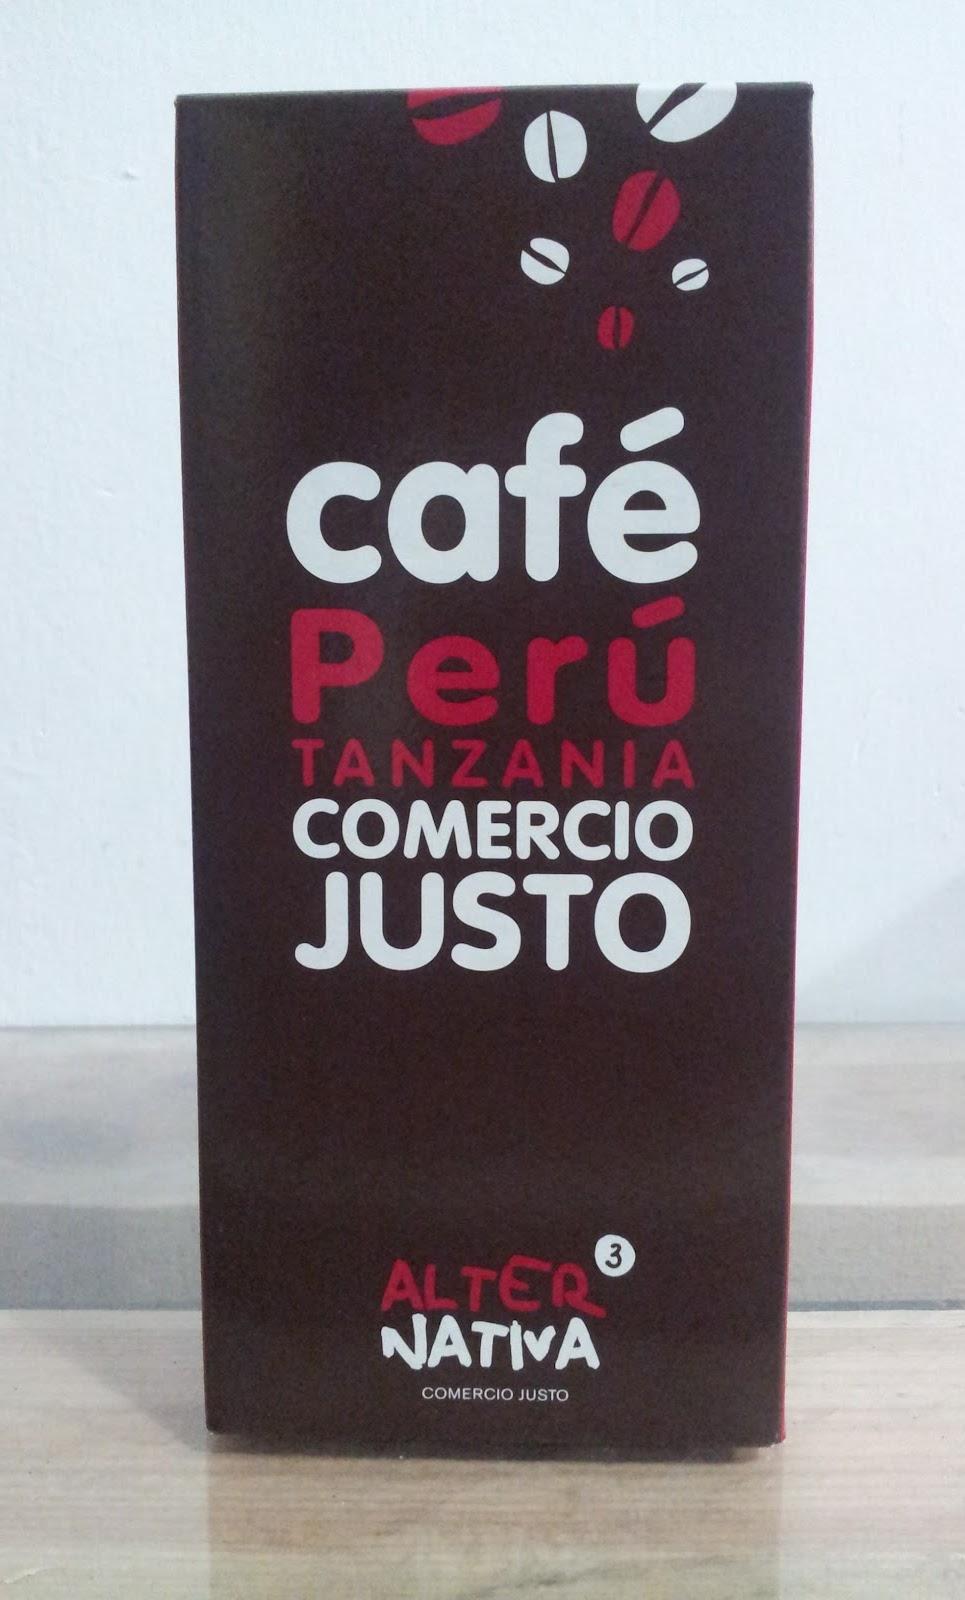 café
Perú
TANZANIA
COMERCIO
JUSTO
ALTER 3
NATIVA
COMERCIO JUSTO